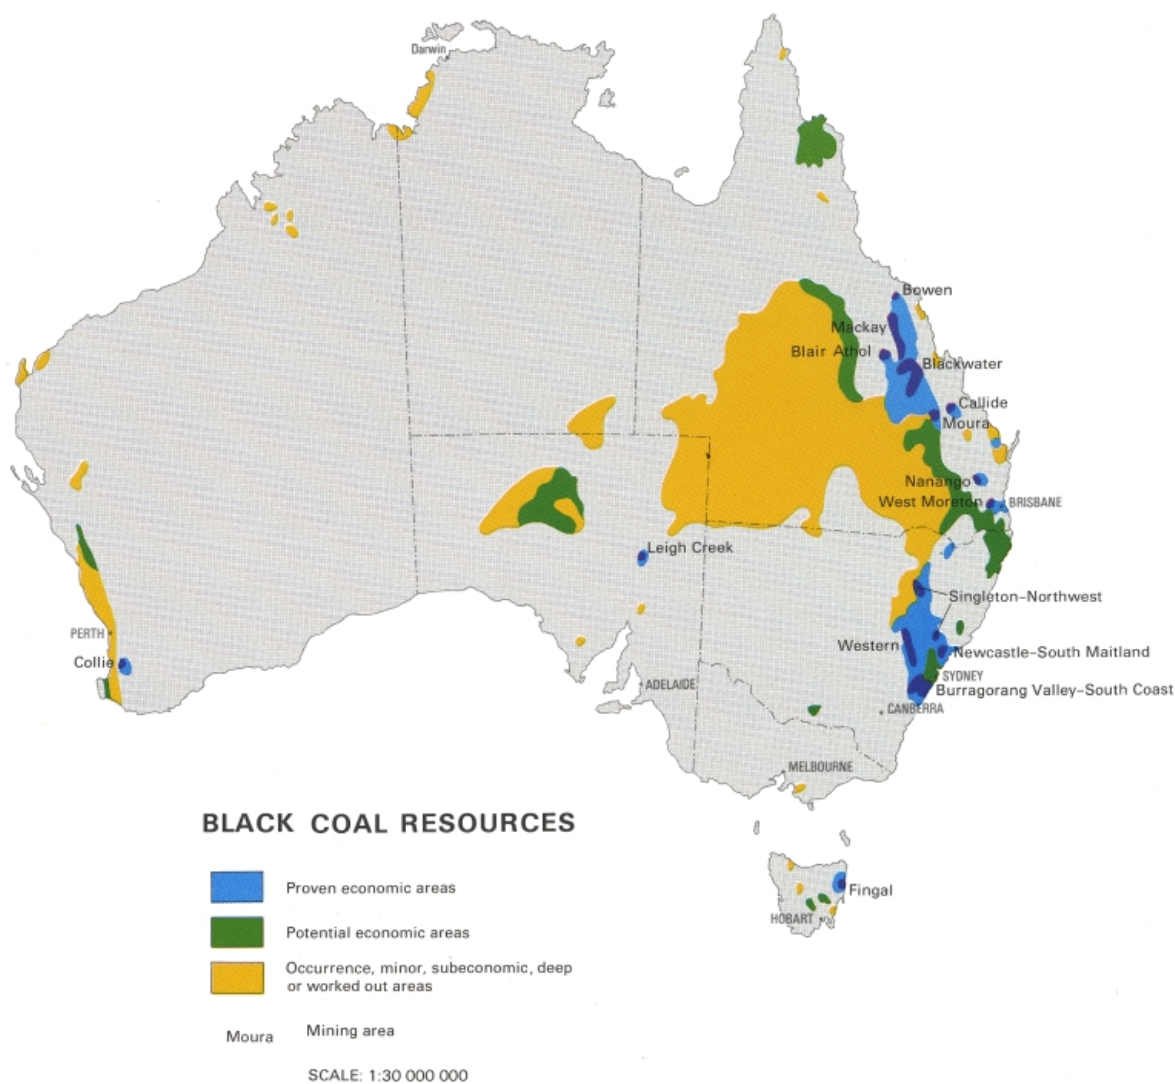 Darwin
Bowen
Mackay
Blair Athol
Blackwater
Callide
Moura
Nanango
West Moreton
BRISBANE
Leigh Creek
Singleton–Northwest
PERTH
Western
Newcastle–South Maitland
Collie
SYDNEY
ADELAIDE
Burragorang Valley–South Coast
CANBERRA
MELBOURNE
BLACK COAL RESOURCES
Proven economic areas
Fingal
HOBART
Potential economic areas
Occurrence, minor, subeconomic, deep
or worked out areas
Moura Mining area
SCALE: 1:30 000 000